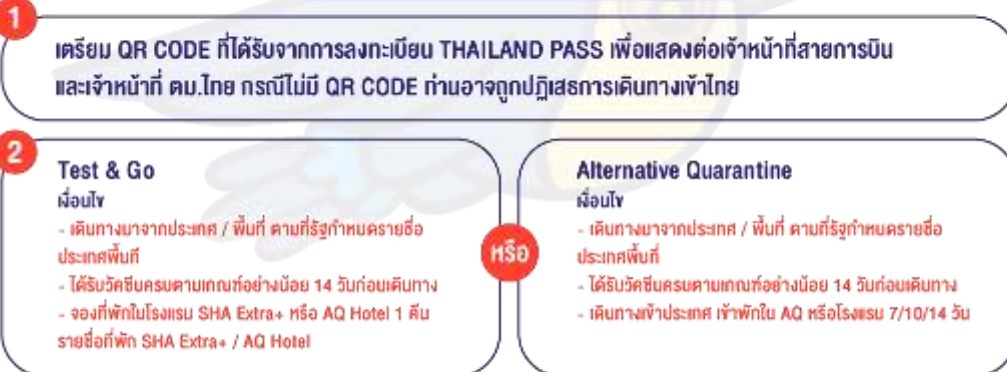 1
เตรียม QR CODE ที่ได้รับจากการลงทะเบียน THAILAND PASS เพื่อแสดงต่อเจ้าหน้าที่สายการบิน
และเจ้าหน้าที่ ตม.ไทย กรณีไม่มี QR CODE ท่านอาจถูกปฏิเสธการเดินทางเข้าไทย
2
Test & Go
เงื่อนไข
- เดินทางมาจากประเทศ / พื้นที่ ตามที่รัฐกำหนดรายชื่อ
ประเทศพื้นที่
- ได้รับวัคซีนครบตามเกณฑ์อย่างน้อย 14 วันก่อนเดินทาง
- จองที่พักในโรงแรม SHA Extra+ หรือ AQ Hotel 1 คืน
รายชื่อที่พัก SHA Extra+ / AQ Hotel
หรือ
Alternative Quarantine
เงื่อนไข
- เดินทางมาจากประเทศ / พื้นที่ ตามที่รัฐกำหนดรายชื่อ
ประเทศพื้นที่
- ได้รับวัคซีนครบตามเกณฑ์อย่างน้อย 14 วันก่อนเดินทาง
- เดินทางเข้าประเทศ เข้าพักใน AQ หรือโรงแรม 7/10/14 วัน